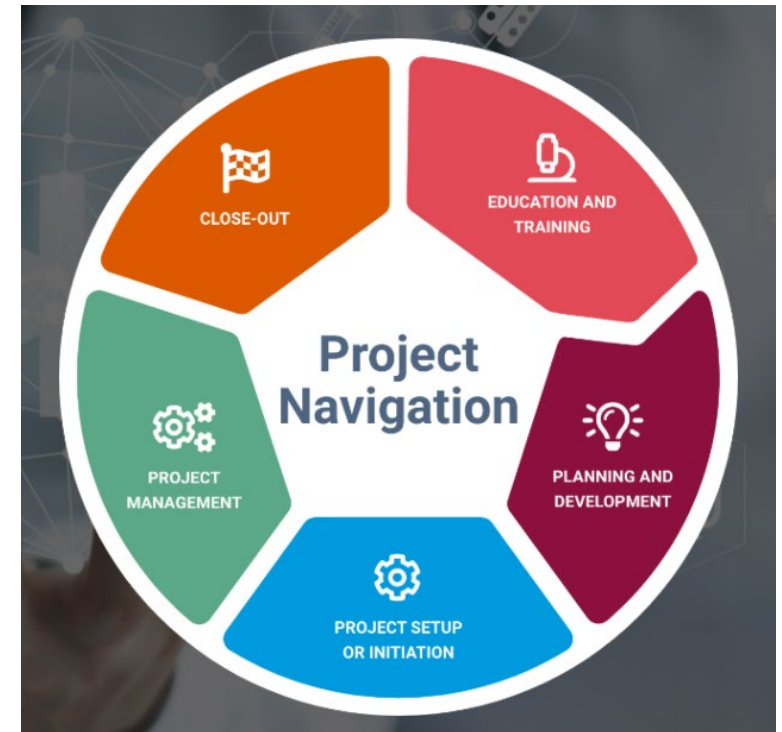 Project
Navigation
EDUCATION AND
TRAINING
PLANNING AND
DEVELOPMENT
PROJECT SETUP
OR INITIATION
PROJECT
MANAGEMENT
CLOSE-OUT